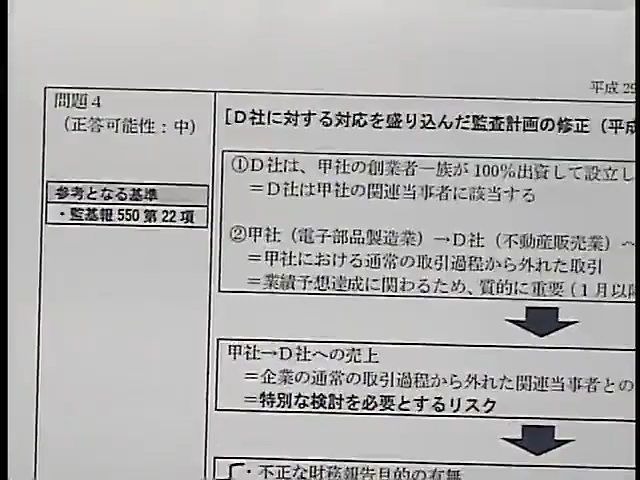 平成 29
問題４
（正答可能性：中）
［Ｄ社に対する対応を盛り込んだ監査計画の修正（平成
参考となる基準
・監基報 550 第 22 項
①Ｄ社は、甲社の創業者一族が 100％出資して設立し
＝Ｄ社は甲社の関連当事者に該当する
②甲社（電子部品製造業）→Ｄ社（不動産販売業）～
＝甲社における通常の取引過程から外れた取引
＝業績予想達成に関わるため、質的に重要（１月以降
甲社→Ｄ社への売上
＝企業の通常の取引過程から外れた関連当事者との
＝特別な検討を必要とするリスク
・不正な財務報告目的の有無